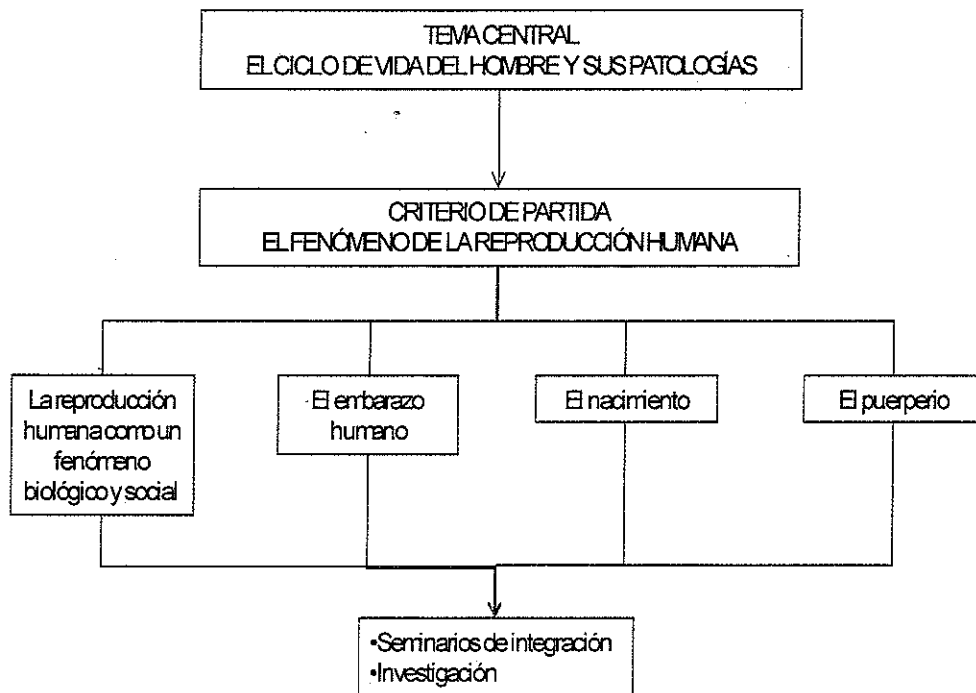 TEMA CENTRAL
EL CICLO DE VIDA DEL HOMBRE Y SUS PATOLOGÍAS
CRITERIO DE PARTIDA
EL FENÓMENO DE LA REPRODUCCIÓN HUMANA
La reproducción
humana como un
fenómeno
biológico y social
El embarazo
humano
El nacimiento
El puerperio
•Seminarios de integración
•Investigación